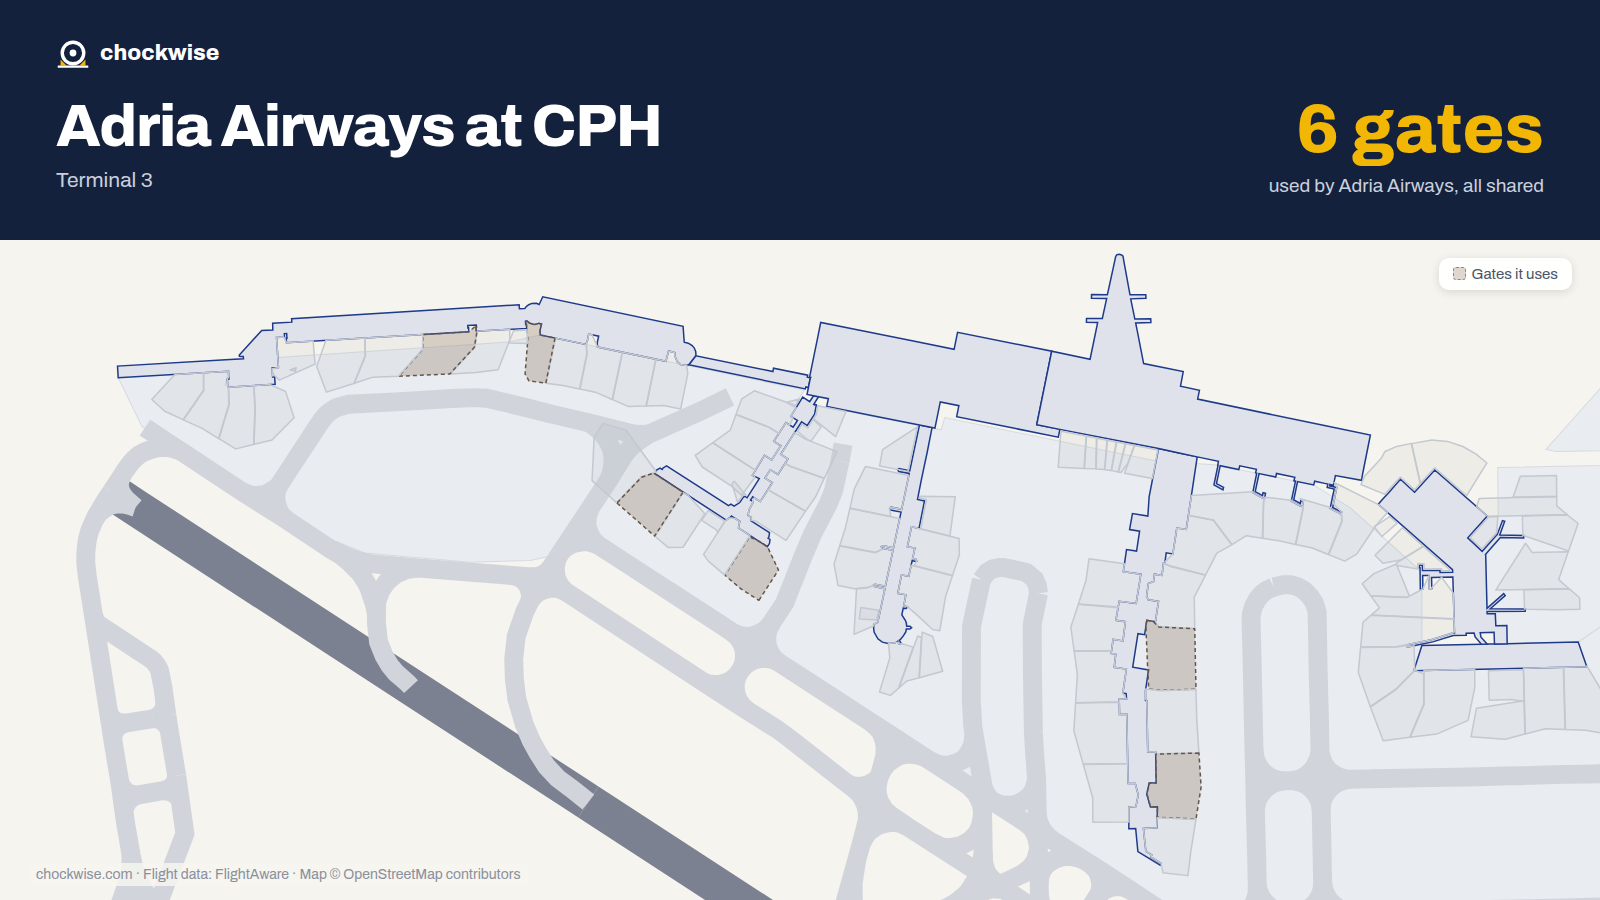 chockwise
Adria Airways at CPH
Terminal 3
6 gates
used by Adria Airways, all shared
Gates it uses
chockwise.com · Flight data: FlightAware · Map © OpenStreetMap contributors